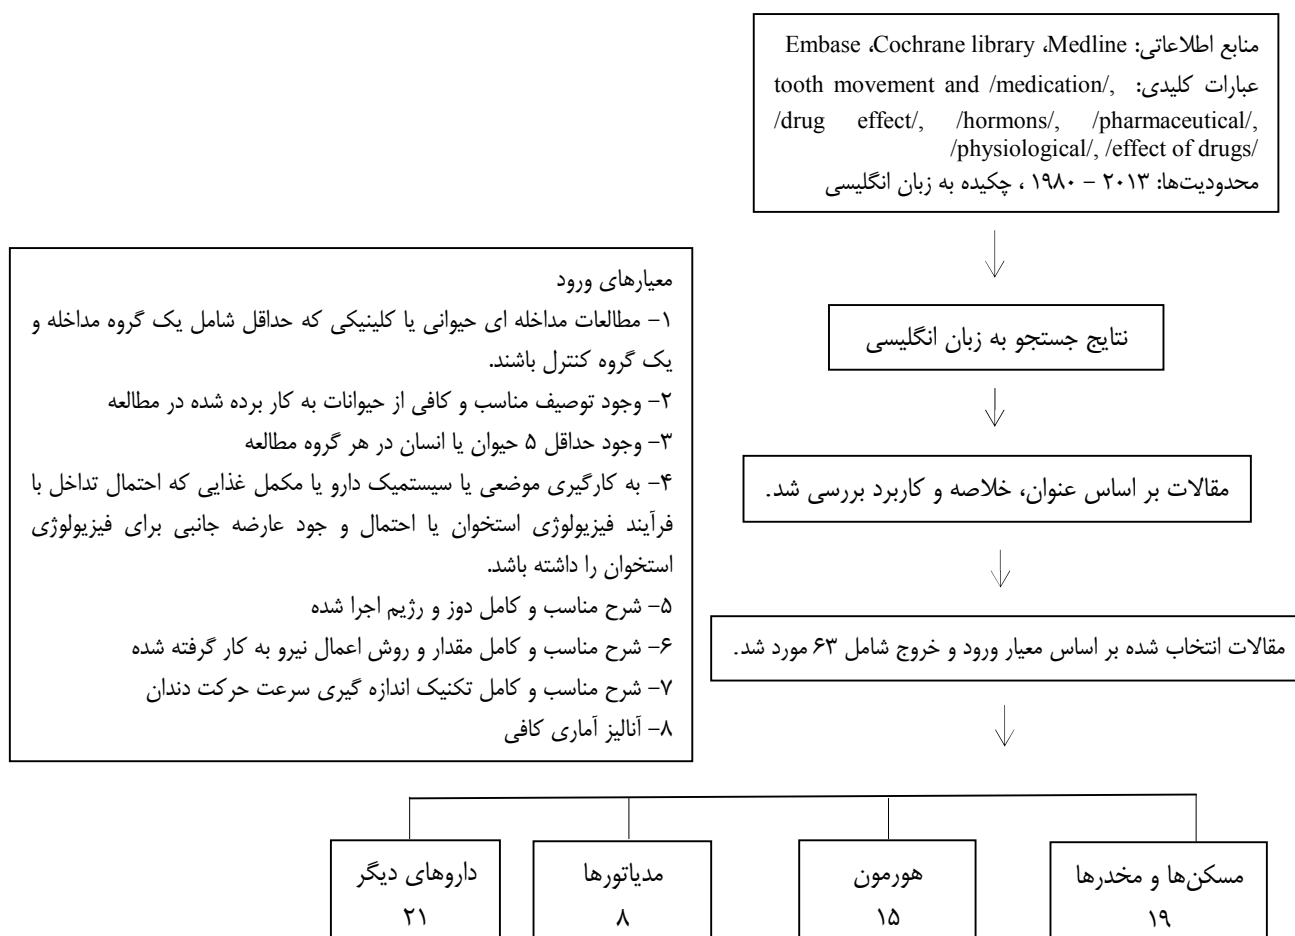 منابع اطلاعاتی: Embase ،Cochrane library ،Medline
عبارات کلیدی: tooth movement and /medication/,
/drug effect/, /hormons/, /pharmaceutical/,
/physiological/, /effect of drugs/
محدودیت‌ها: ۲۰۱۳ – ۱۹۸۰ ، چکیده به زبان انگلیسی
نتایج جستجو به زبان انگلیسی
مقالات بر اساس عنوان، خلاصه و کاربرد بررسی شد.
مقالات انتخاب شده بر اساس معیار ورود و خروج شامل ۶۳ مورد شد.
معیارهای ورود
۱- مطالعات مداخله ای حیوانی یا کلینیکی که حداقل شامل یک گروه مداخله و
یک گروه کنترل باشند.
۲- وجود توصیف مناسب و کافی از حیوانات به کار برده شده در مطالعه
۳- وجود حداقل ۵ حیوان یا انسان در هر گروه مطالعه
۴- به کارگیری موضعی یا سیستمیک دارو یا مکمل غذایی که احتمال تداخل با
فرآیند فیزیولوژی استخوان یا احتمال و جود عارضه جانبی برای فیزیولوژی
استخوان را داشته باشد.
۵- شرح مناسب و کامل دوز و رژیم اجرا شده
۶- شرح مناسب و کامل مقدار و روش اعمال نیرو به کار گرفته شده
۷- شرح مناسب و کامل تکنیک اندازه گیری سرعت حرکت دندان
۸- آنالیز آماری کافی
مسکن‌ها و مخدرها
۱۹
هورمون
۱۵
مدیاتورها
۸
داروهای دیگر
۲۱